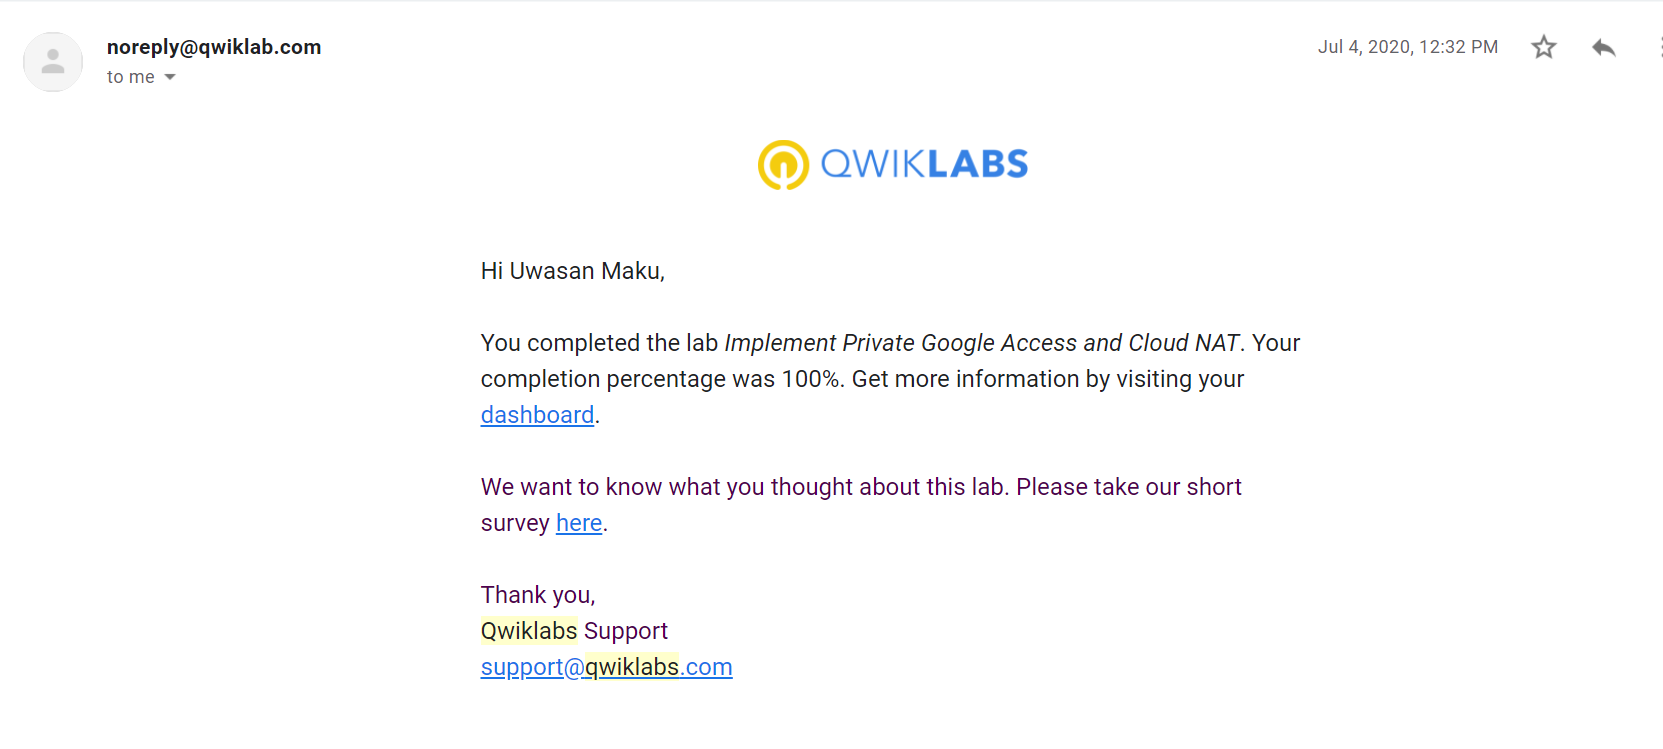 noreply@qwiklab.com
Jul 4, 2020, 12:32 PM
to me
QWIKLABS
Hi Uwasan Maku,
You completed the lab Implement Private Google Access and Cloud NAT. Your
completion percentage was 100%. Get more information by visiting your
dashboard.
We want to know what you thought about this lab. Please take our short
survey here.
Thank you,
Qwiklabs Support
support@qwiklabs.com